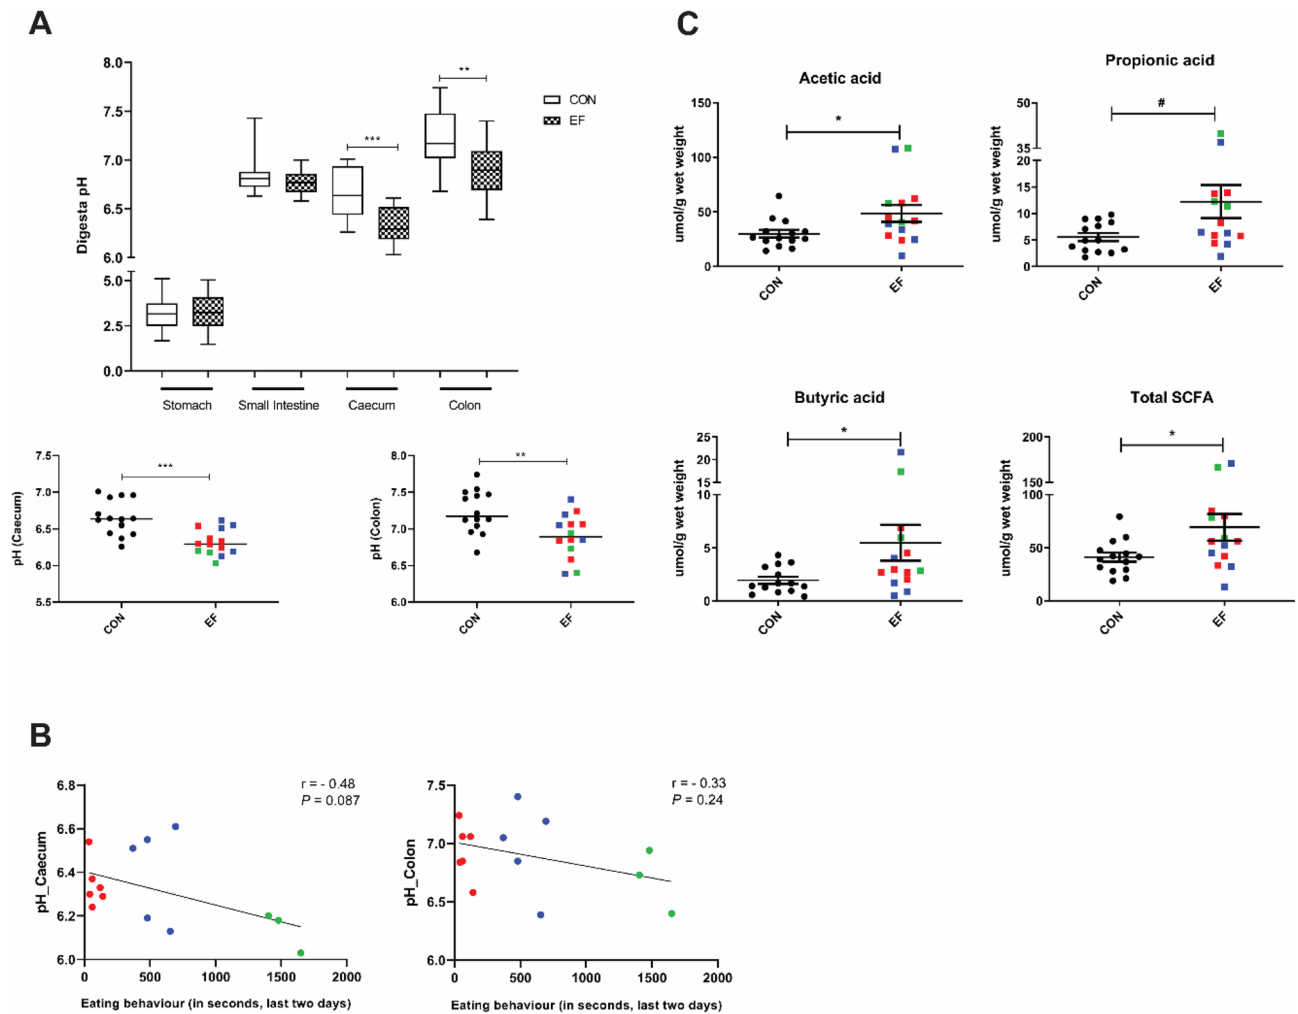 A
8.0
7.5
7.0
6.5
6.0
5.0
2.5
0.0
Digesta pH
***
**
CON
EF
Stomach
Small Intestine
Caecum
Colon
7.5
7.0
6.5
6.0
5.5
pH (Caecum)
***
CON
EF
8.0
7.5
7.0
6.5
6.0
pH (Colon)
**
CON
EF
B
6.8
6.6
6.4
6.2
6.0
pH_Caecum
r = - 0.48
P = 0.087
0
500
1000
1500
2000
Eating behaviour (in seconds, last two days)
7.5
7.0
6.5
6.0
pH_Colon
r = - 0.33
P = 0.24
0
500
1000
1500
2000
Eating behaviour (in seconds, last two days)
C
Acetic acid
150
100
50
0
umol/g wet weight
*
CON
EF
Propionic acid
50
35
20
15
10
5
0
umol/g wet weight
#
CON
EF
Butyric acid
25
20
15
10
5
0
umol/g wet weight
*
CON
EF
Total SCFA
200
150
100
50
0
umol/g wet weight
*
CON
EF